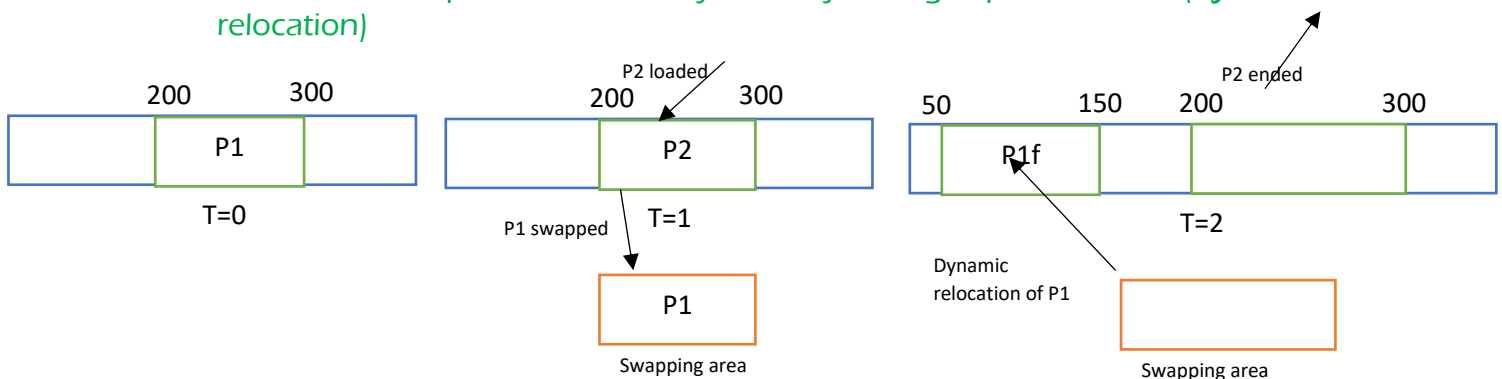 relocation)
200 300
P1
T=0
P2 loaded
200 300
P2
P1 swapped
T=1
P1
Swapping area
P2 ended
50 150 200 300
P1f
T=2
Dynamic
relocation of P1
Swapping area